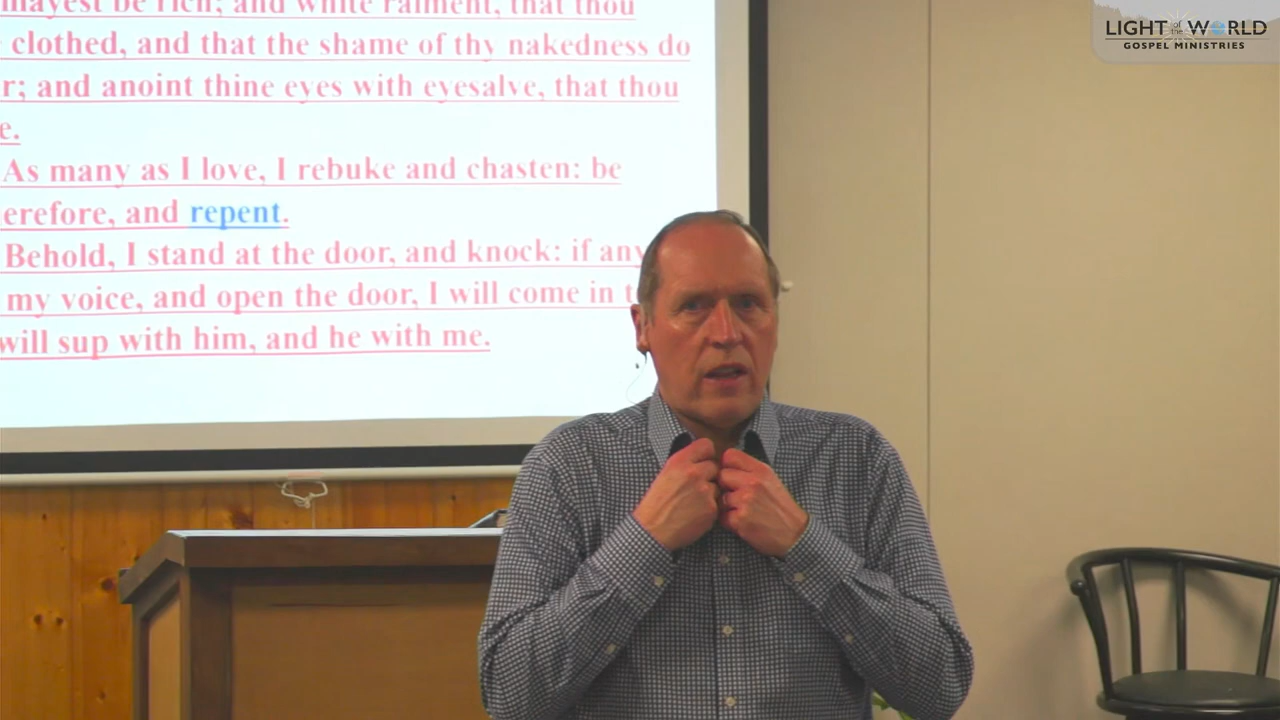 mayest be rich; and white raiment, that thou
clothed, and that the shame of thy nakedness do
r; and anoint thine eyes with eyesalve, that thou
e.
As many as I love, I rebuke and chasten: be
erefore, and repent.
Behold, I stand at the door, and knock: if any
my voice, and open the door, I will come in t
will sup with him, and he with me.
LIGHT of the WORLD
GOSPEL MINISTRIES